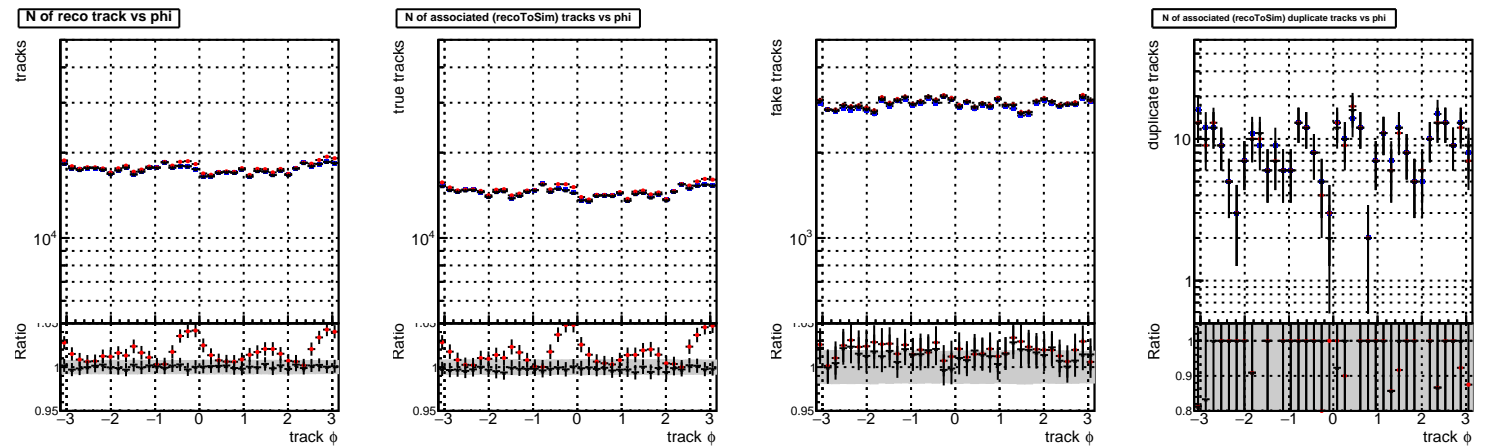 N of reco track vs phi
tracks
10⁴
Ratio
1
0.95
−3 −2 −1 0 1 2 3
track ϕ
N of associated (recoToSim) tracks vs phi
true tracks
10⁴
Ratio
1
0.95
−3 −2 −1 0 1 2 3
track ϕ
fake tracks
10³
Ratio
1
0.95
−3 −2 −1 0 1 2 3
track ϕ
N of associated (recoToSim) duplicate tracks vs phi
duplicate tracks
10
1
Ratio
1
0.9
0.8
−3 −2 −1 0 1 2 3
track ϕ